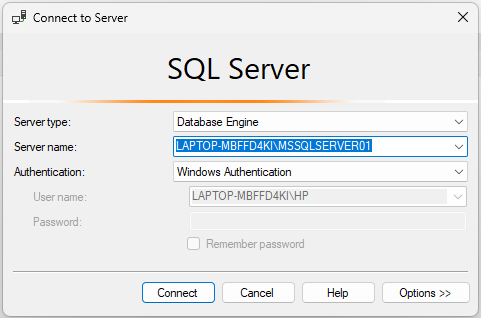 Connect to Server
SQL Server
Server type: Database Engine
Server name: LAPTOP-MBFFD4KI\MSSQLSERVER01
Authentication: Windows Authentication
User name: LAPTOP-MBFFD4KI\HP
Password:
Remember password
Connect Cancel Help Options >>